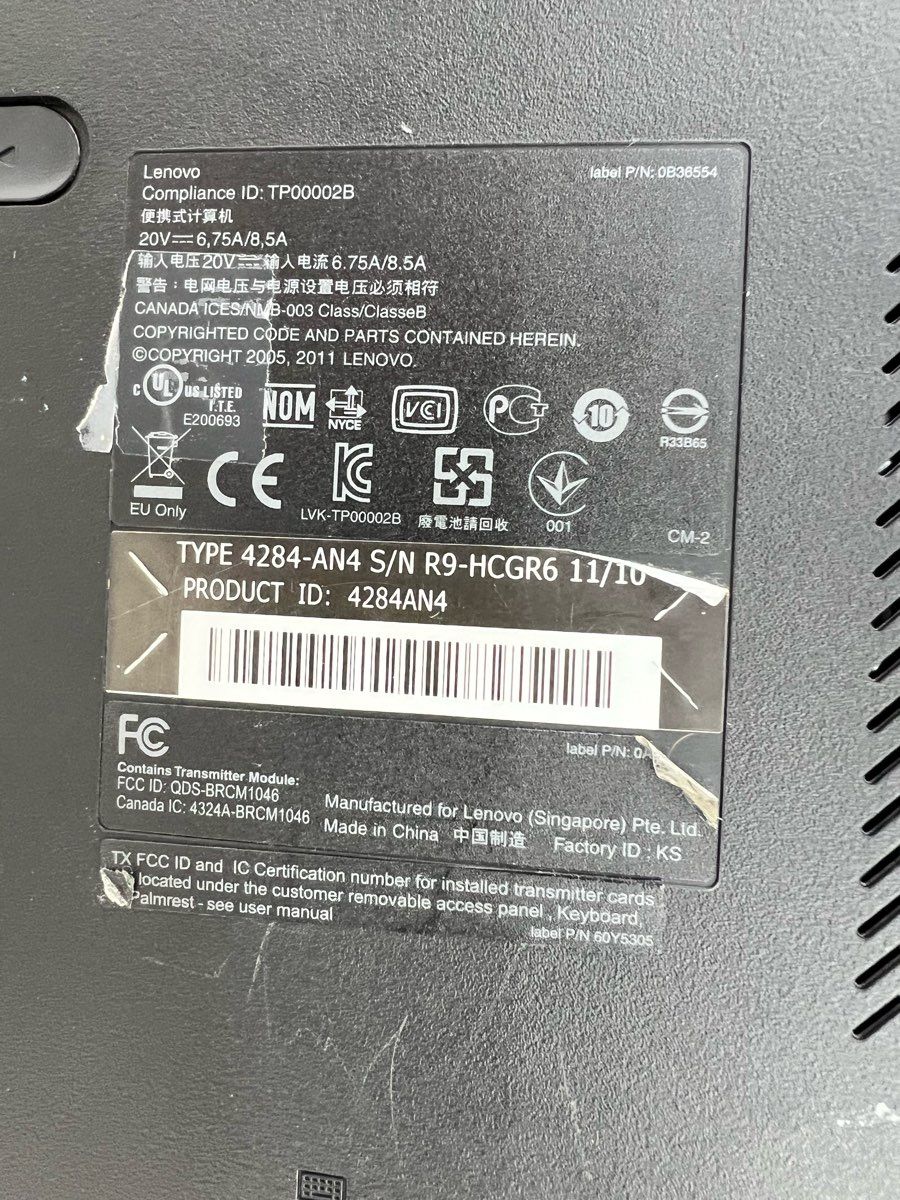 Lenovo
label P/N: 0B36554
Compliance ID: TP00002B
便携式计算机
20V⎓6,75A/8,5A
输入电压20V⎓输入电流6.75A/8.5A
警告：电网电压与电源设置电压必须相符
CANADA ICES/NMB-003 Class/ClasseB
COPYRIGHTED CODE AND PARTS CONTAINED HEREIN.
©COPYRIGHT 2005, 2011 LENOVO.
C UL US LISTED
I.T.E.
E200693
NOM
NYCE
VCI
PCT
10
R33B65
EU Only
CE
KC
LVK-TP00002B
廢電池請回收
001
CM-2
TYPE 4284-AN4 S/N R9-HCGR6 11/10
PRODUCT ID: 4284AN4
FC
label P/N: 0A
Contains Transmitter Module:
FCC ID: QDS-BRCM1046
Canada IC: 4324A-BRCM1046
Manufactured for Lenovo (Singapore) Pte. Ltd.
Made in China 中国制造 Factory ID : KS
TX FCC ID and IC Certification number for installed transmitter cards
located under the customer removable access panel , Keyboard,
Palmrest - see user manual
label P/N 60Y5305